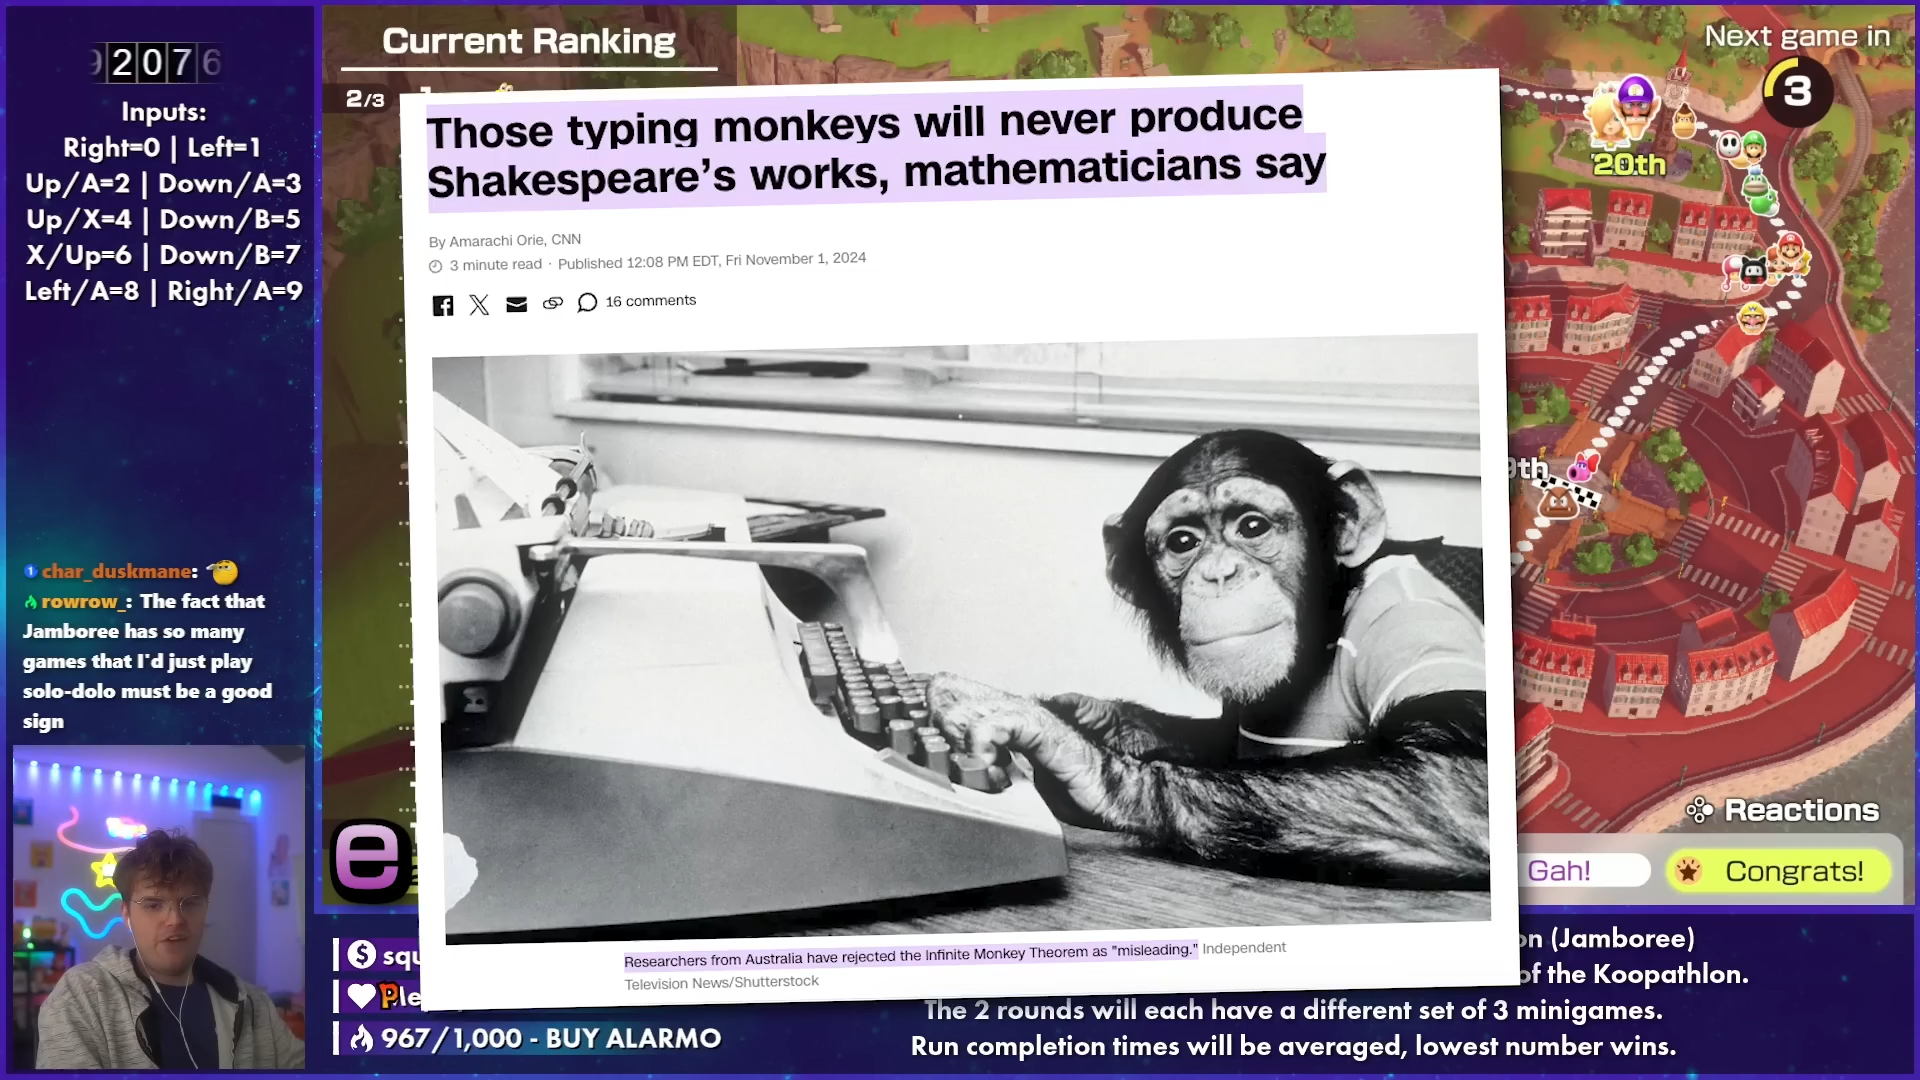 92076
Inputs:
Right=0 | Left=1
Up/A=2 | Down/A=3
Up/X=4 | Down/B=5
X/Up=6 | Down/B=7
Left/A=8 | Right/A=9
char_duskmane:
rowrow_: The fact that
Jamboree has so many
games that I'd just play
solo-dolo must be a good
sign
Current Ranking
2/3
Those typing monkeys will never produce
Shakespeare's works, mathematicians say
By Amarachi Orie, CNN
3 minute read · Published 12:08 PM EDT, Fri November 1, 2024
16 comments
Researchers from Australia have rejected the Infinite Monkey Theorem as "misleading." Independent
Television News/Shutterstock
Next game in
3
20th
Reactions
Gah!
Congrats!
e
squ
967/1,000 - BUY ALARMO
(Jamboree)
of the Koopathlon.
The 2 rounds will each have a different set of 3 minigames.
Run completion times will be averaged, lowest number wins.